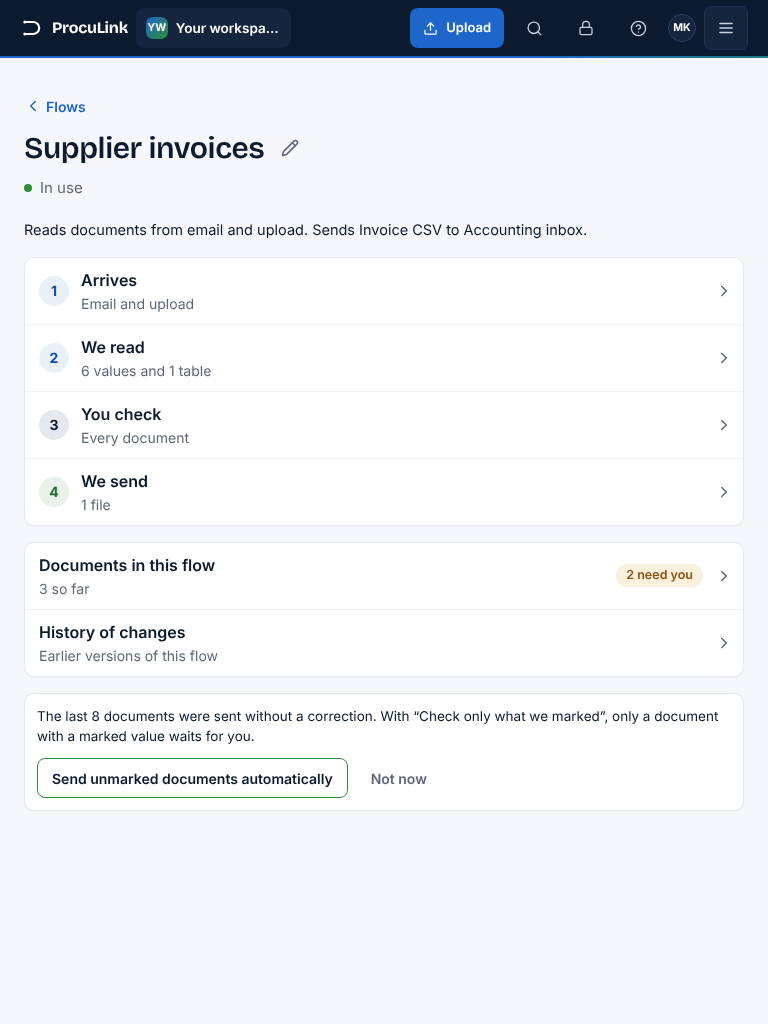 ProcuLink
YW
Your workspa...
Upload
MK
Flows
Supplier invoices
In use
Reads documents from email and upload. Sends Invoice CSV to Accounting inbox.
1
Arrives
Email and upload
2
We read
6 values and 1 table
3
You check
Every document
4
We send
1 file
Documents in this flow
3 so far
2 need you
History of changes
Earlier versions of this flow
The last 8 documents were sent without a correction. With “Check only what we marked”, only a document
with a marked value waits for you.
Send unmarked documents automatically
Not now